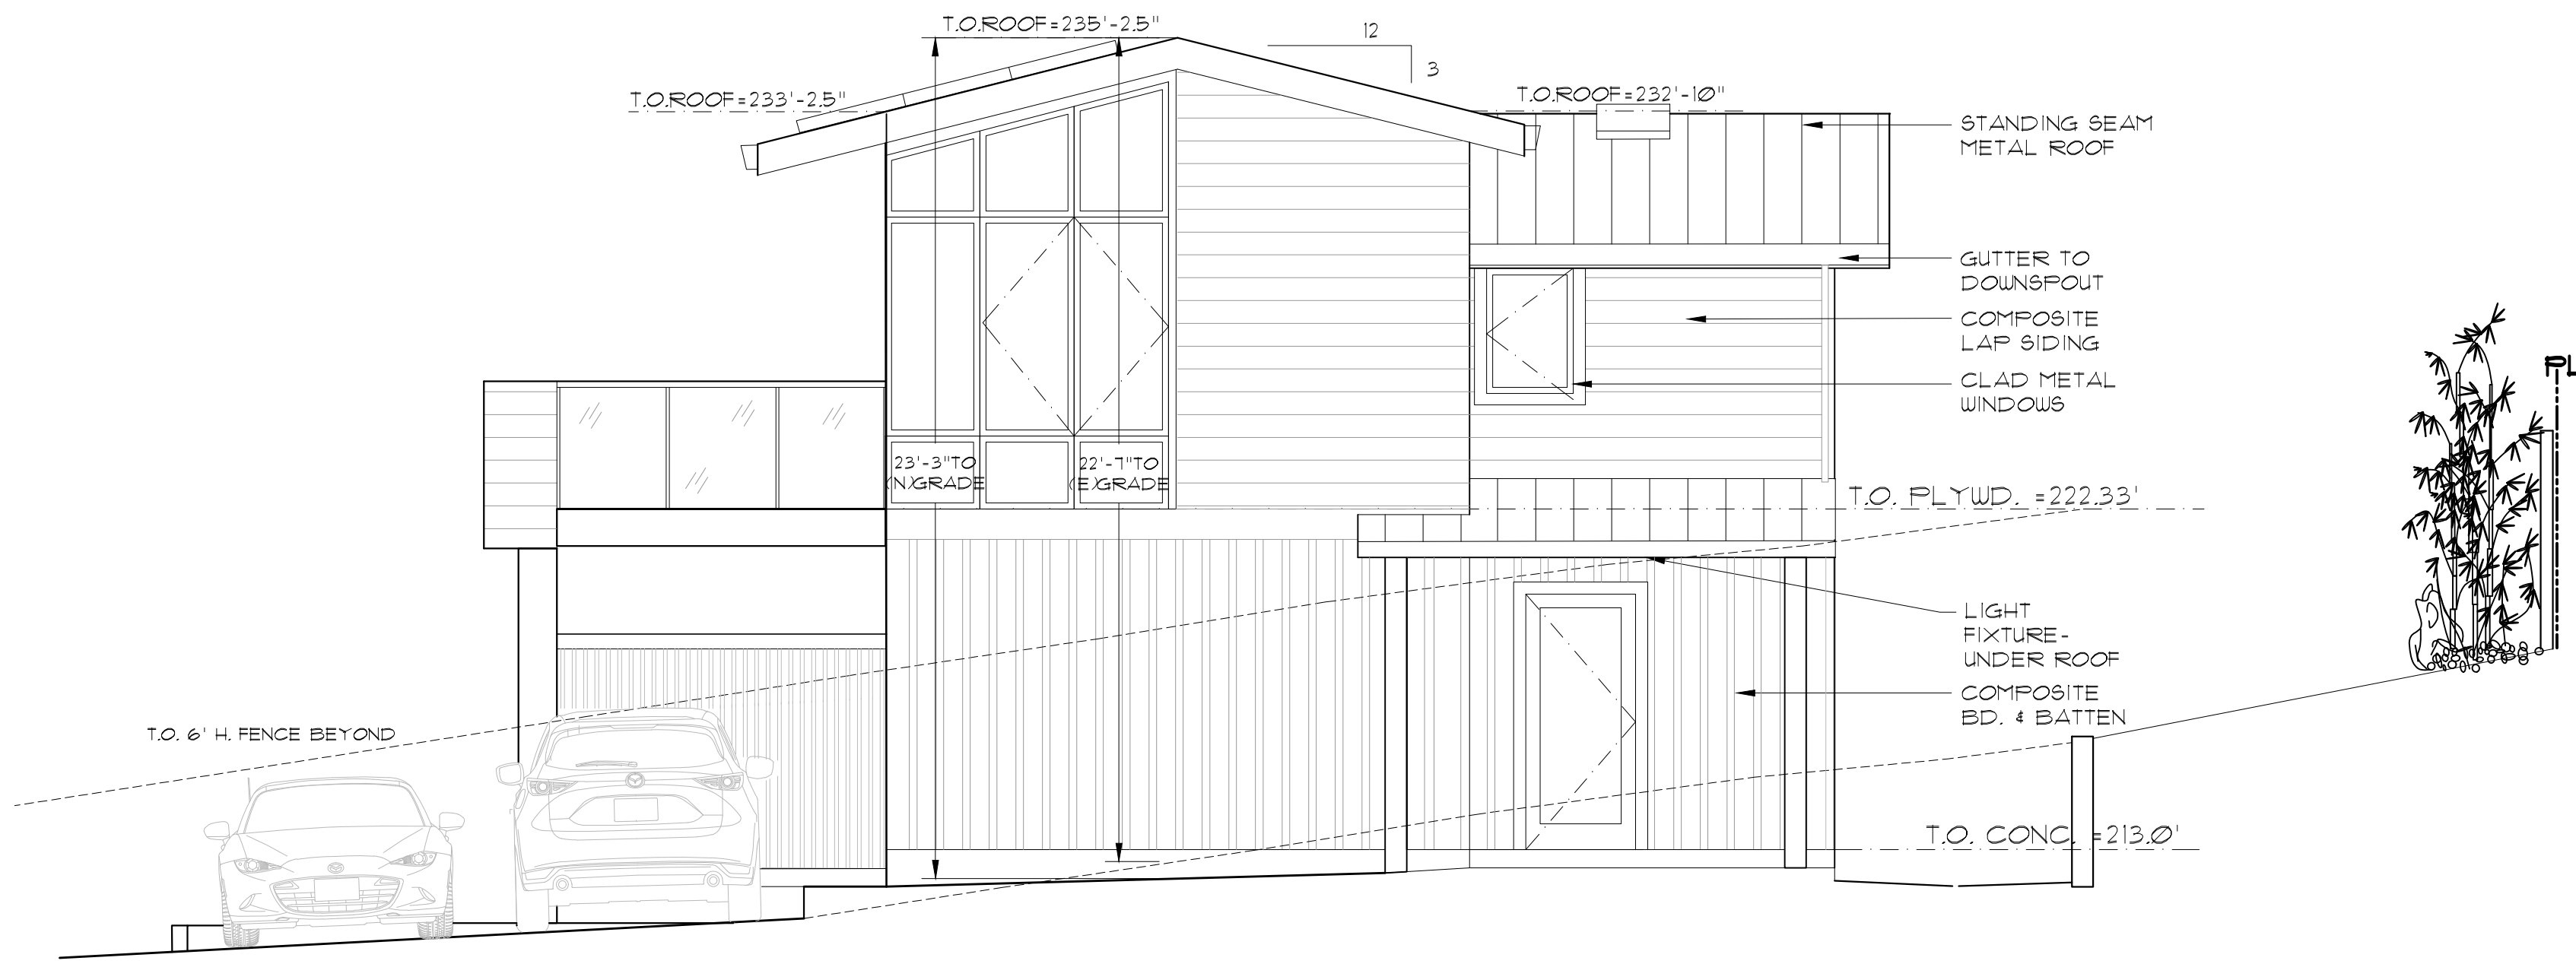 T.O.ROOF=235'-2.5"
12
3
T.O.ROOF=233'-2.5"
T.O.ROOF=232'-10"
STANDING SEAM
METAL ROOF
GUTTER TO
DOWNSPOUT
COMPOSITE
LAP SIDING
CLAD METAL
WINDOWS
PL
23'-3"TO
(N)GRADE
22'-7"TO
(E)GRADE
T.O. PLYWD. =222.33'
LIGHT
FIXTURE-
UNDER ROOF
COMPOSITE
BD. & BATTEN
T.O. 6' H. FENCE BEYOND
T.O. CONC. =213.0'